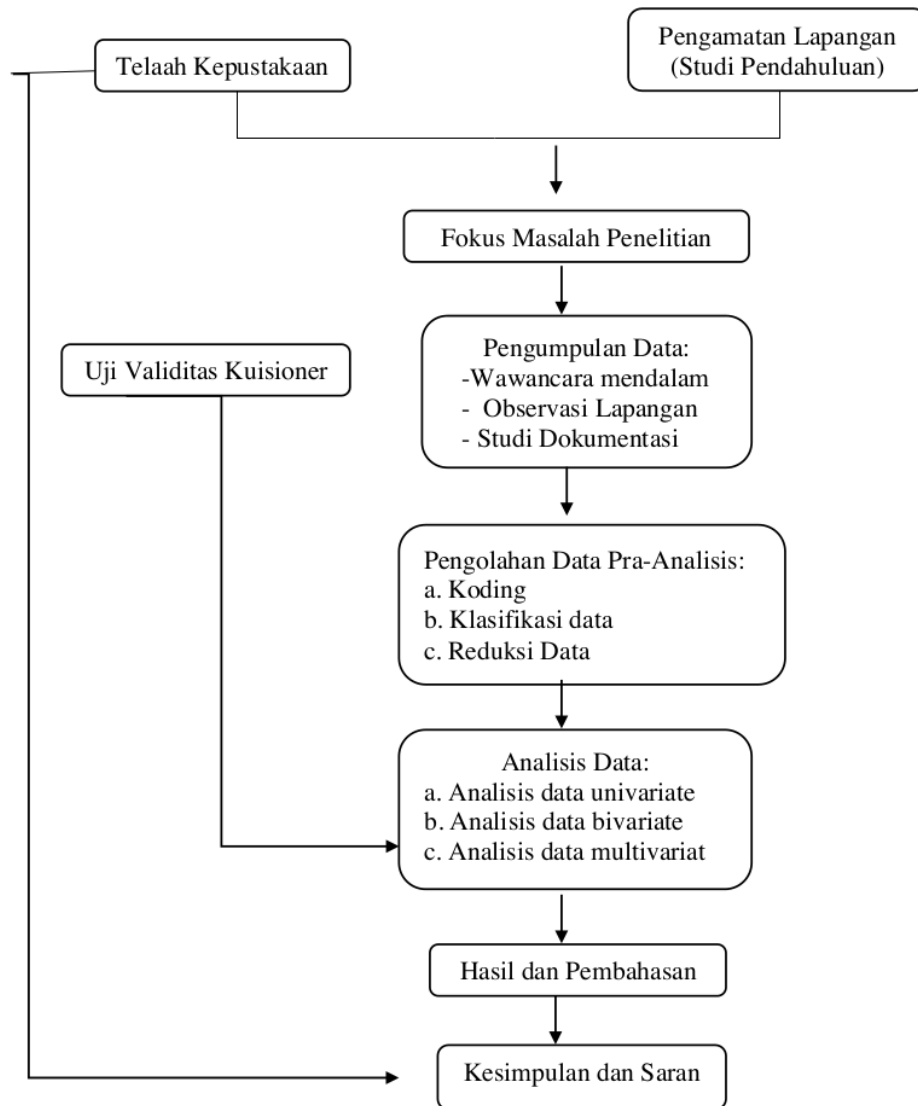 Telaah Kepustakaan
Pengamatan Lapangan
(Studi Pendahuluan)
Fokus Masalah Penelitian
Uji Validitas Kuisioner
Pengumpulan Data:
-Wawancara mendalam
- Observasi Lapangan
- Studi Dokumentasi
Pengolahan Data Pra-Analisis:
a. Koding
b. Klasifikasi data
c. Reduksi Data
Analisis Data:
a. Analisis data univariate
b. Analisis data bivariate
c. Analisis data multivariat
Hasil dan Pembahasan
Kesimpulan dan Saran